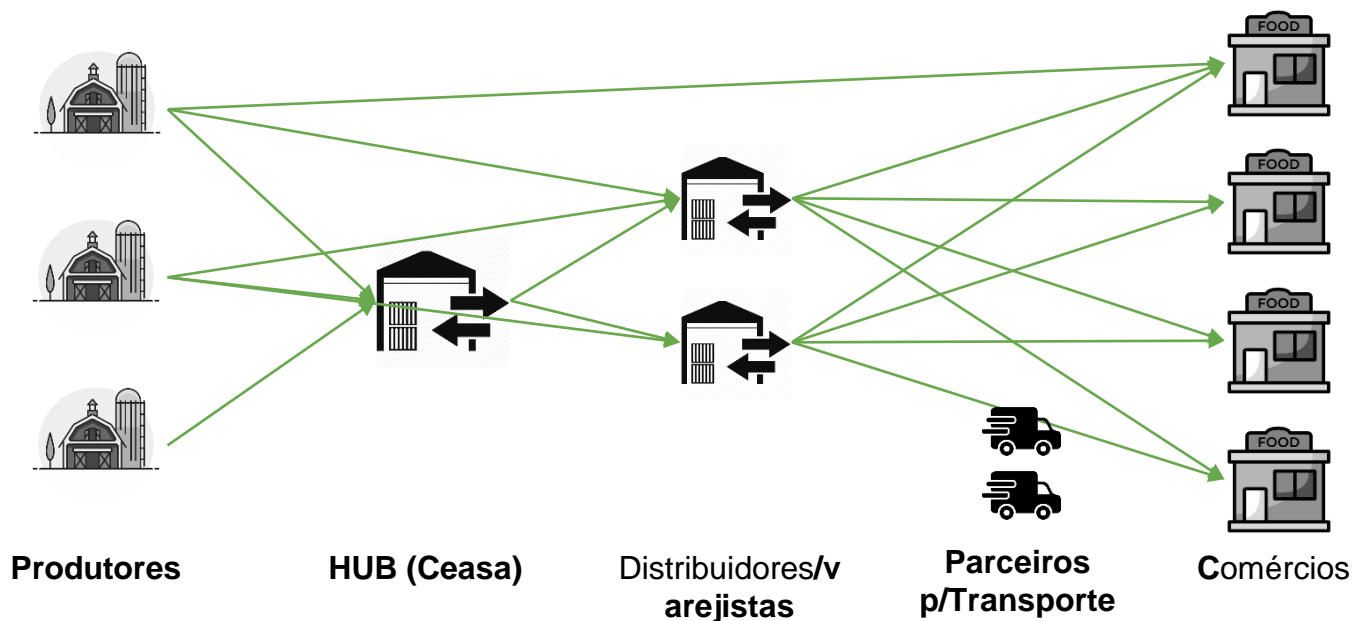 FOOD
FOOD
FOOD
FOOD
Produtores
HUB (Ceasa)
Distribuidores/v
arejistas
Parceiros
p/Transporte
Comércios